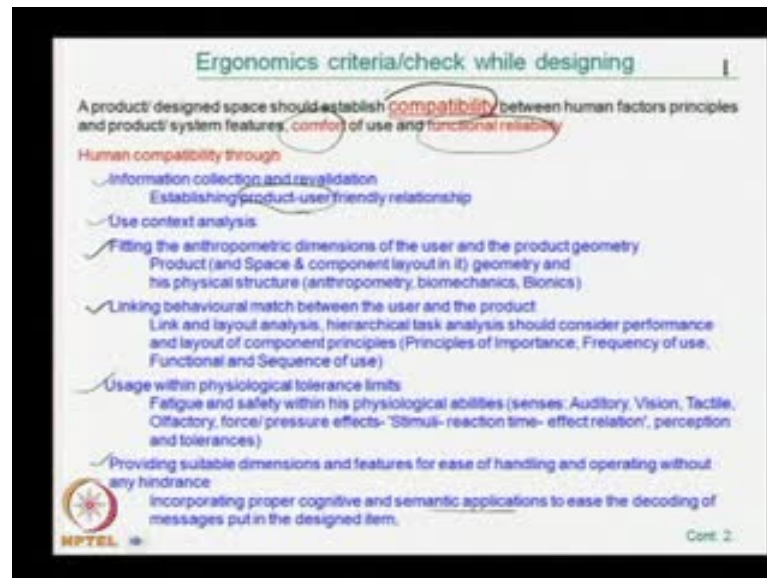 Ergonomics criteria/check while designing
A product/ designed space should establish compatibility between human factors principles
and product/ system features, comfort of use and functional reliability
Human compatibility through
Information collection and revalidation
Establishing product-user friendly relationship
Use context analysis
Fitting the anthropometric dimensions of the user and the product geometry
Product (and Space & component layout in it) geometry and
his physical structure (anthropometry, biomechanics, Bionics)
Linking behavioural match between the user and the product
Link and layout analysis, hierarchical task analysis should consider performance
and layout of component principles (Principles of Importance, Frequency of use,
Functional and Sequence of use)
Usage within physiological tolerance limits
Fatigue and safety within his physiological abilities (senses: Auditory, Vision, Tactile,
Olfactory, force/ pressure effects- 'Stimuli- reaction time- effect relation', perception
and tolerances)
Providing suitable dimensions and features for ease of handling and operating without
any hindrance
Incorporating proper cognitive and semantic applications to ease the decoding of
messages put in the designed item.
NPTEL
Cont. 2